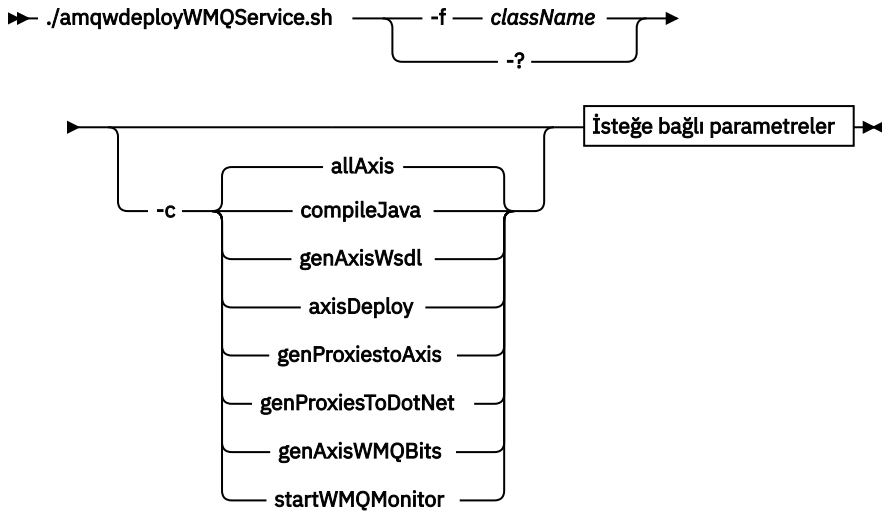 ./amqwdeployWMQService.sh -f className
-?
İsteğe bağlı parametreler
allAxis
-c compileJava
genAxisWsdl
axisDeploy
genProxiestoAxis
genProxiesToDotNet
genAxisWMQBits
startWMQMonitor